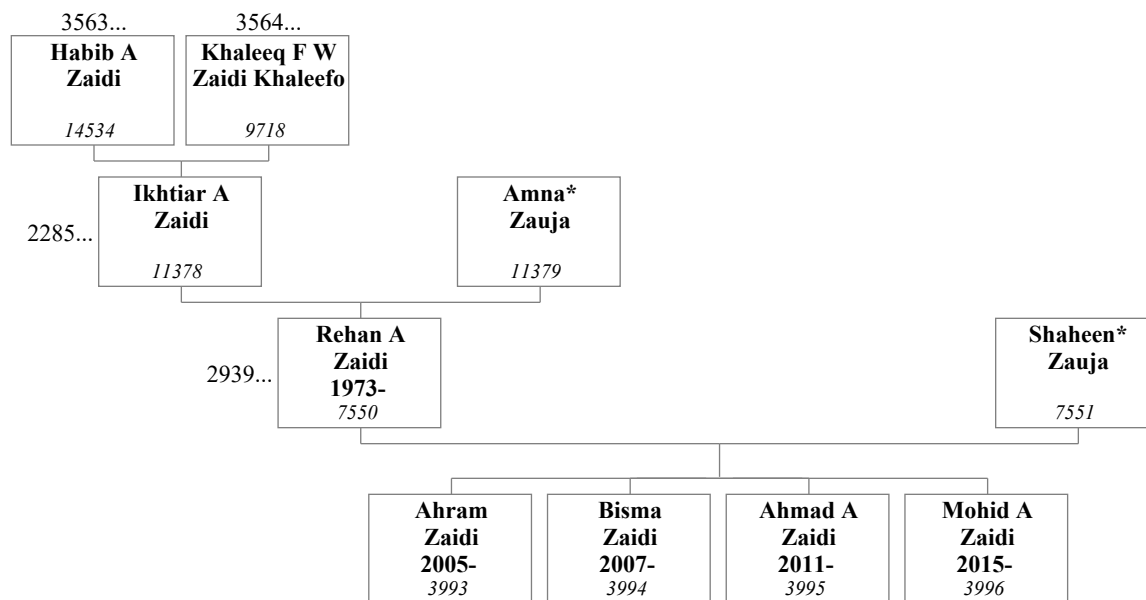 3563...
3564...
Habib A
Zaidi
14534
Khaleeq F W
Zaidi Khaleefo
9718
Ikhtiar A
Zaidi
11378
2285...
Amna*
Zauja
11379
Rehan A
Zaidi
1973-
7550
2939...
Shaheen*
Zauja
7551
Ahram
Zaidi
2005-
3993
Bisma
Zaidi
2007-
3994
Ahmad A
Zaidi
2011-
3995
Mohid A
Zaidi
2015-
3996